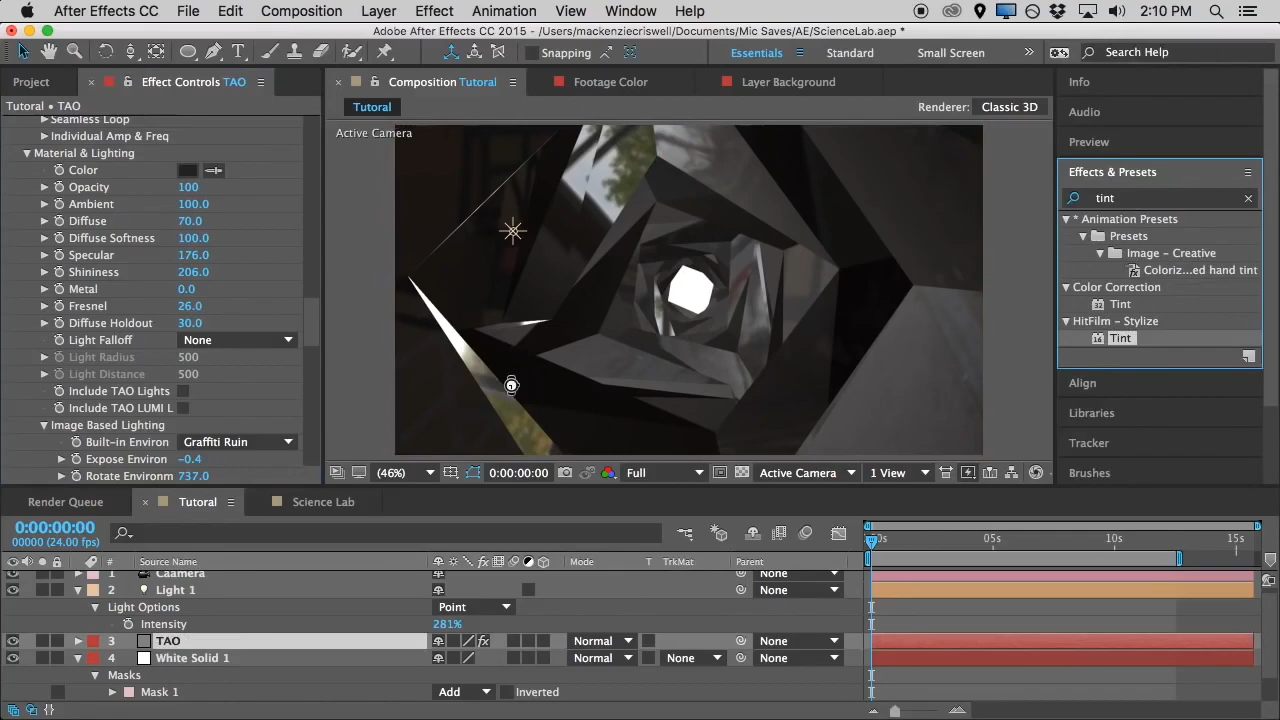 After Effects CC File Edit Composition Layer Effect Animation View Window Help 2:10 PM
Adobe After Effects CC 2015 - /Users/mackenziecriswell/Documents/Mic Saves/AE/ScienceLab.aep *
Snapping Essentials Standard Small Screen Search Help
Project Effect Controls TAO Composition Tutoral Footage Color Layer Background Info
Tutoral • TAO Tutoral Renderer: Classic 3D
Audio
Seamless Loop
Active Camera
Individual Amp & Freq
Preview
Material & Lighting
Color
Effects & Presets
Opacity 100
tint
Ambient 100.0
* Animation Presets
Diffuse 70.0
Presets
Diffuse Softness 100.0
Image – Creative
Specular 176.0
Coloriz...ed hand tint
Shininess 206.0
Color Correction
Metal 0.0
32 Tint
Fresnel 26.0
HitFilm – Stylize
Diffuse Holdout 30.0
16 Tint
Light Falloff None
Light Radius 500
Light Distance 500
Align
Include TAO Lights
Include TAO LUMI L
Libraries
Image Based Lighting
Built-in Environ Graffiti Ruin
Tracker
Expose Environ -0.4
Rotate Environm 737.0
(46%) 0:00:00:00 Full Active Camera 1 View
Brushes
Render Queue Tutoral Science Lab
0:00:00:00
00000 (24.00 fps)
0s 05s 10s 15s
# Source Name fx Mode T TrkMat Parent
1 Caamera None
2 Light 1 None
Light Options Point
Intensity 281%
3 TAO fx Normal None
4 White Solid 1 Normal None None
Masks
Mask 1 Add Inverted